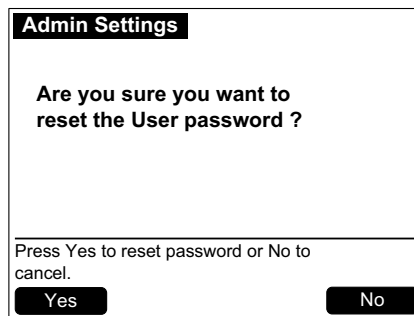 Admin Settings
Are you sure you want to
reset the User password ?
Press Yes to reset password or No to
cancel.
Yes
No